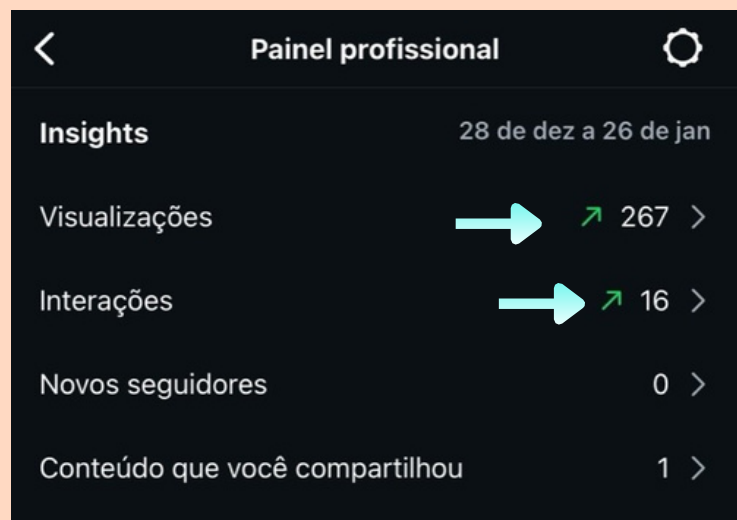 Painel profissional
Insights 28 de dez a 26 de jan
Visualizações 267
Interações 16
Novos seguidores 0
Conteúdo que você compartilhou 1